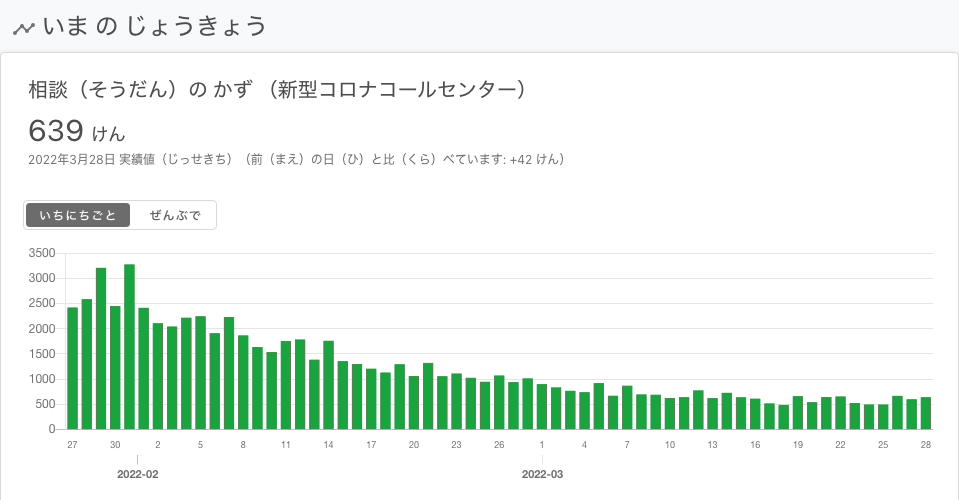 いま の じょうきょう
相談（そうだん）の かず （新型コロナコールセンター）
639 けん
2022年3月28日 実績値（じっせきち）（前（まえ）の日（ひ）と比（くら）べています: +42 けん）
いちにちごと ぜんぶで
3500
3000
2500
2000
1500
1000
500
0
27 30 2 5 8 11 14 17 20 23 26 1 4 7 10 13 16 19 22 25 28
2022-02 2022-03